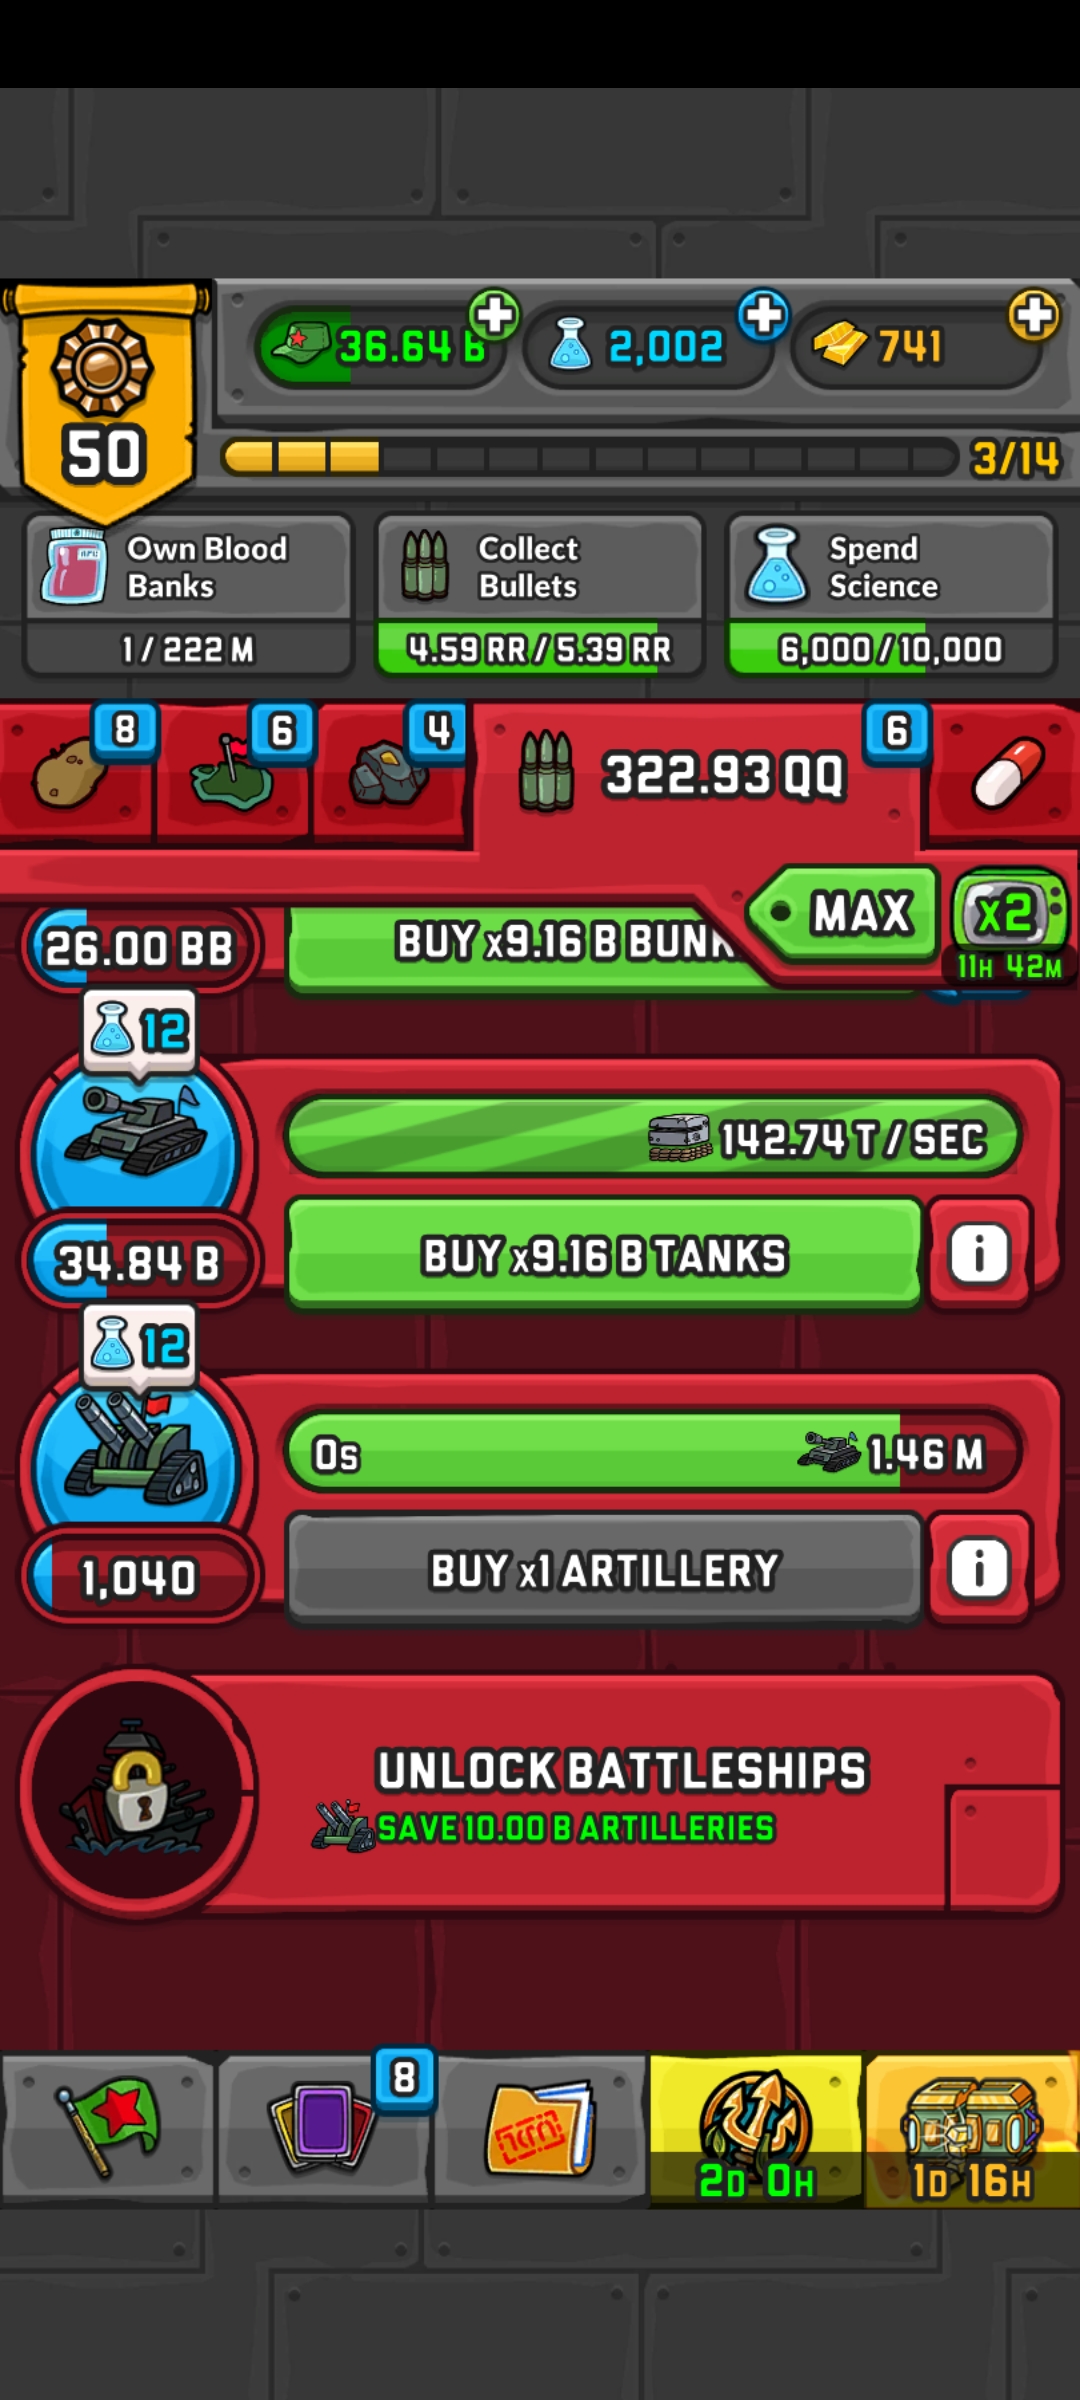 36.64 B
2,002
741
50
3/14
Own Blood
Banks
1 / 222 M
Collect
Bullets
4.59 RR / 5.39 RR
Spend
Science
6,000 / 10,000
8
6
4
322.93 QQ
6
MAX
x2
11H 42M
26.00 BB
BUY x9.16 B
12
142.74 T / SEC
34.84 B
BUY x9.16 B TANKS
i
12
0s
1.46 M
1,040
BUY x1 ARTILLERY
i
UNLOCK BATTLESHIPS
SAVE 10.00 B ARTILLERIES
8
2D 0H
1D 16H